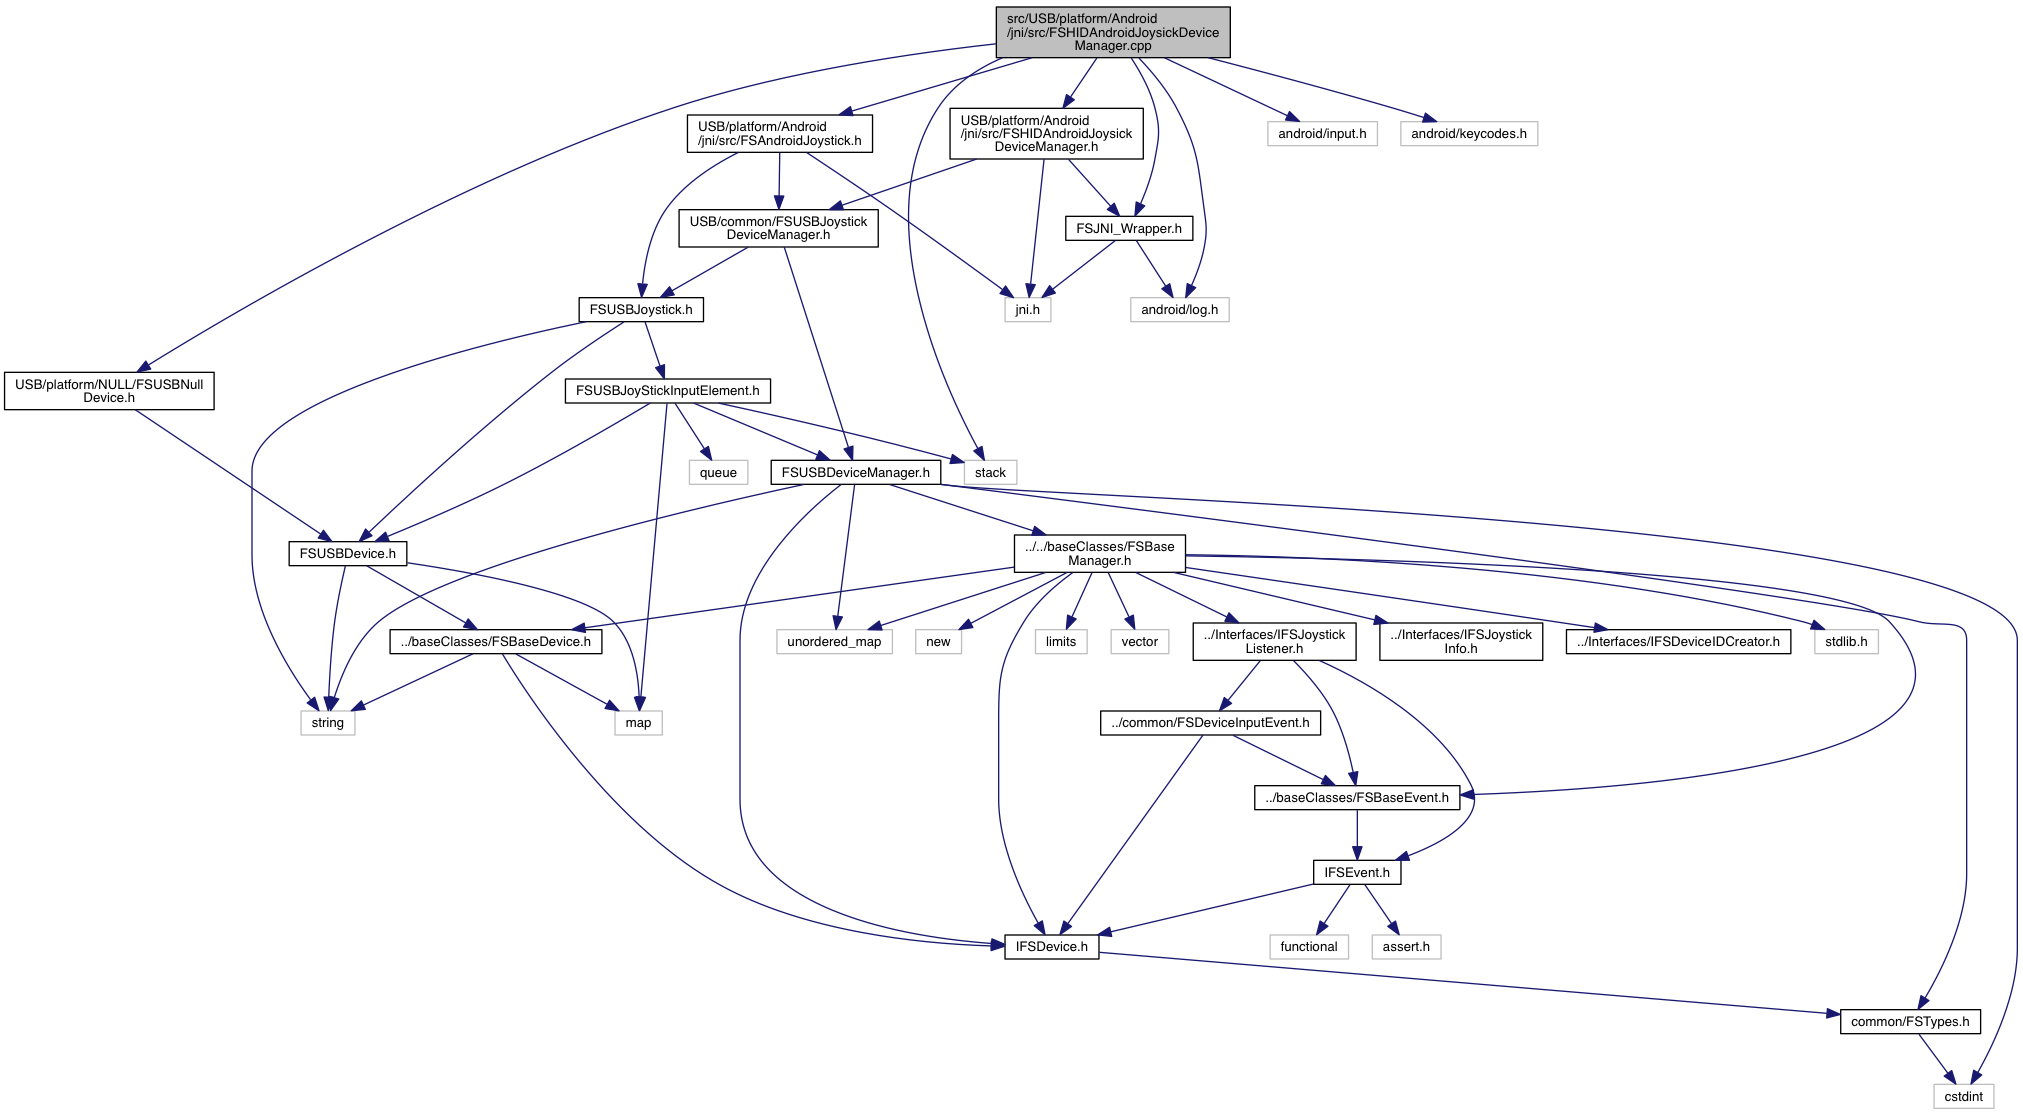 src/USB/platform/Android
/jni/src/FSHIDAndroidJoysickDevice
Manager.cpp
USB/platform/Android
/jni/src/FSAndroidJoystick.h
USB/platform/Android
/jni/src/FSHIDAndroidJoysick
DeviceManager.h
android/input.h
android/keycodes.h
USB/common/FSUSBJoystick
DeviceManager.h
FSJNI_Wrapper.h
FSUSBJoystick.h
jni.h
android/log.h
USB/platform/NULL/FSUSBNull
Device.h
FSUSBJoyStickInputElement.h
queue
FSUSBDeviceManager.h
stack
FSUSBDevice.h
../../baseClasses/FSBase
Manager.h
../baseClasses/FSBaseDevice.h
unordered_map
new
limits
vector
../Interfaces/IFSJoystick
Listener.h
../Interfaces/IFSJoystick
Info.h
../Interfaces/IFSDeviceIDCreator.h
stdlib.h
string
map
../common/FSDeviceInputEvent.h
../baseClasses/FSBaseEvent.h
IFSEvent.h
IFSDevice.h
functional
assert.h
common/FSTypes.h
cstdint